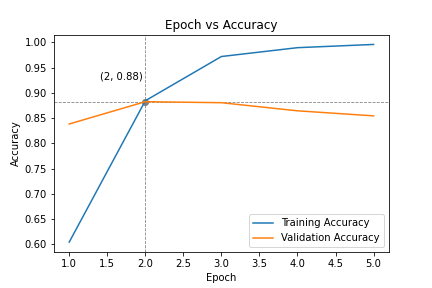 Epoch vs Accuracy
1.00
0.95
0.90
0.85
0.80
0.75
0.70
0.65
0.60
Accuracy
(2, 0.88)
Training Accuracy
Validation Accuracy
1.0 1.5 2.0 2.5 3.0 3.5 4.0 4.5 5.0
Epoch